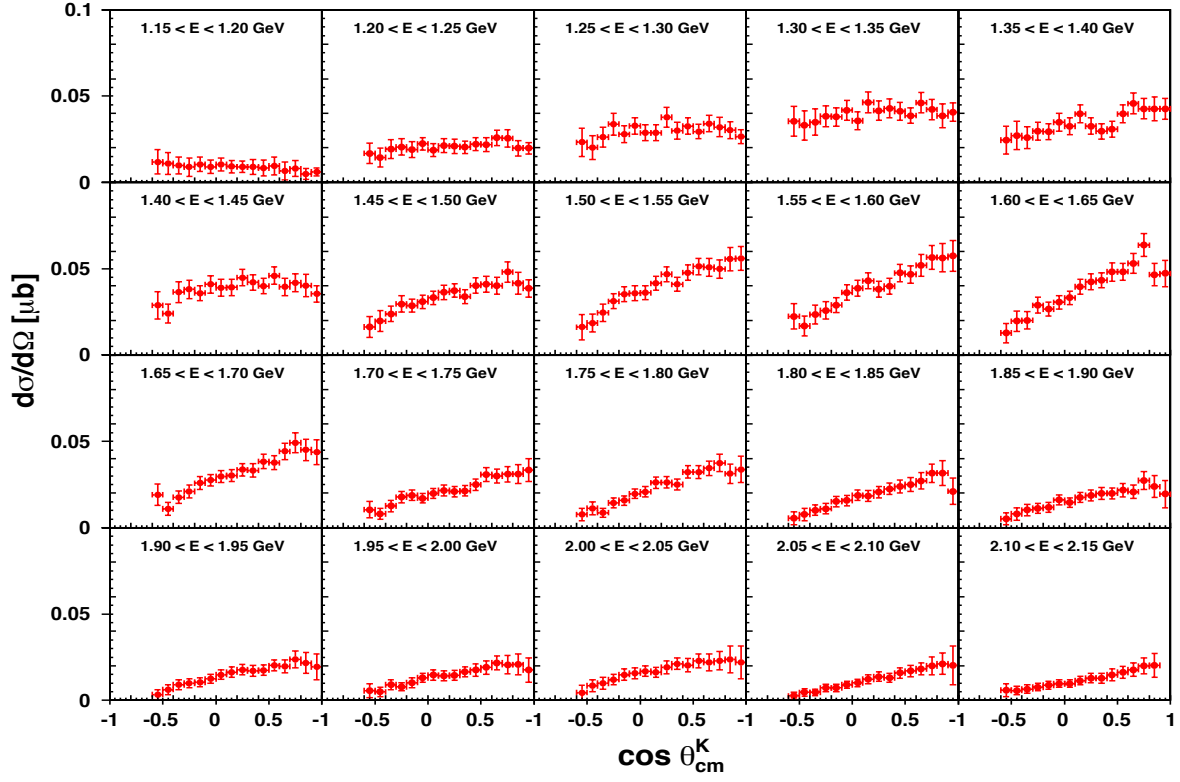 0.1
1.15 < E < 1.20 GeV
1.20 < E < 1.25 GeV
1.25 < E < 1.30 GeV
1.30 < E < 1.35 GeV
1.35 < E < 1.40 GeV
0.05
0
1.40 < E < 1.45 GeV
1.45 < E < 1.50 GeV
1.50 < E < 1.55 GeV
1.55 < E < 1.60 GeV
1.60 < E < 1.65 GeV
0.05
0
dσ/dΩ [μb]
1.65 < E < 1.70 GeV
1.70 < E < 1.75 GeV
1.75 < E < 1.80 GeV
1.80 < E < 1.85 GeV
1.85 < E < 1.90 GeV
0.05
0
1.90 < E < 1.95 GeV
1.95 < E < 2.00 GeV
2.00 < E < 2.05 GeV
2.05 < E < 2.10 GeV
2.10 < E < 2.15 GeV
0.05
0
-1 -0.5 0 0.5 -1 -0.5 0 0.5 -1 -0.5 0 0.5 -1 -0.5 0 0.5 -1 -0.5 0 0.5 1
cos θ_cm^K